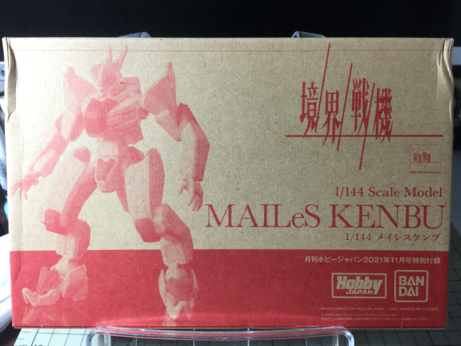 境界戦機
1/144 Scale Model
MAILeS KENBU
1/144 メイレスケンブ
月刊ホビージャパン2021年11月号特別付録
Hobby
JAPAN
BAN
DAI